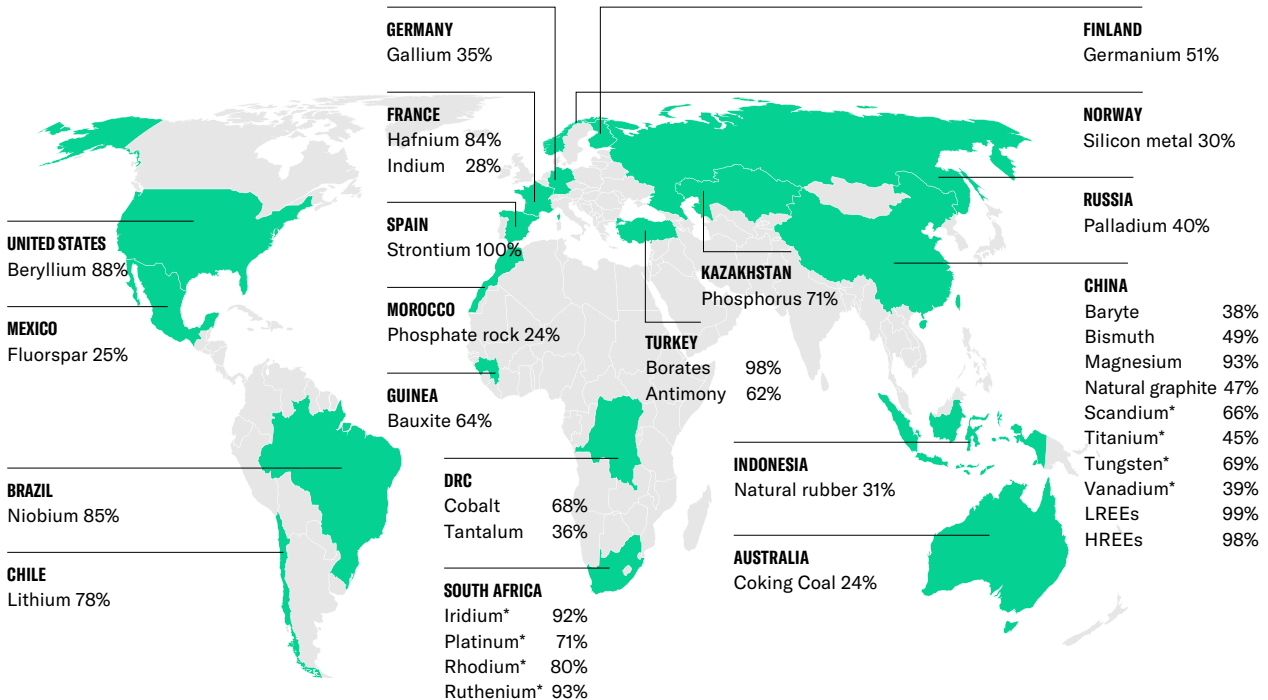 GERMANY
Gallium 35%
FINLAND
Germanium 51%
FRANCE
Hafnium 84%
Indium 28%
NORWAY
Silicon metal 30%
SPAIN
Strontium 100%
RUSSIA
Palladium 40%
UNITED STATES
Beryllium 88%
KAZAKHSTAN
Phosphorus 71%
CHINA
Baryte 38%
Bismuth 49%
Magnesium 93%
Natural graphite 47%
Scandium* 66%
Titanium* 45%
Tungsten* 69%
Vanadium* 39%
LREEs 99%
HREEs 98%
MEXICO
Fluorspar 25%
MOROCCO
Phosphate rock 24%
TURKEY
Borates 98%
Antimony 62%
GUINEA
Bauxite 64%
BRAZIL
Niobium 85%
DRC
Cobalt 68%
Tantalum 36%
INDONESIA
Natural rubber 31%
CHILE
Lithium 78%
AUSTRALIA
Coking Coal 24%
SOUTH AFRICA
Iridium* 92%
Platinum* 71%
Rhodium* 80%
Ruthenium* 93%